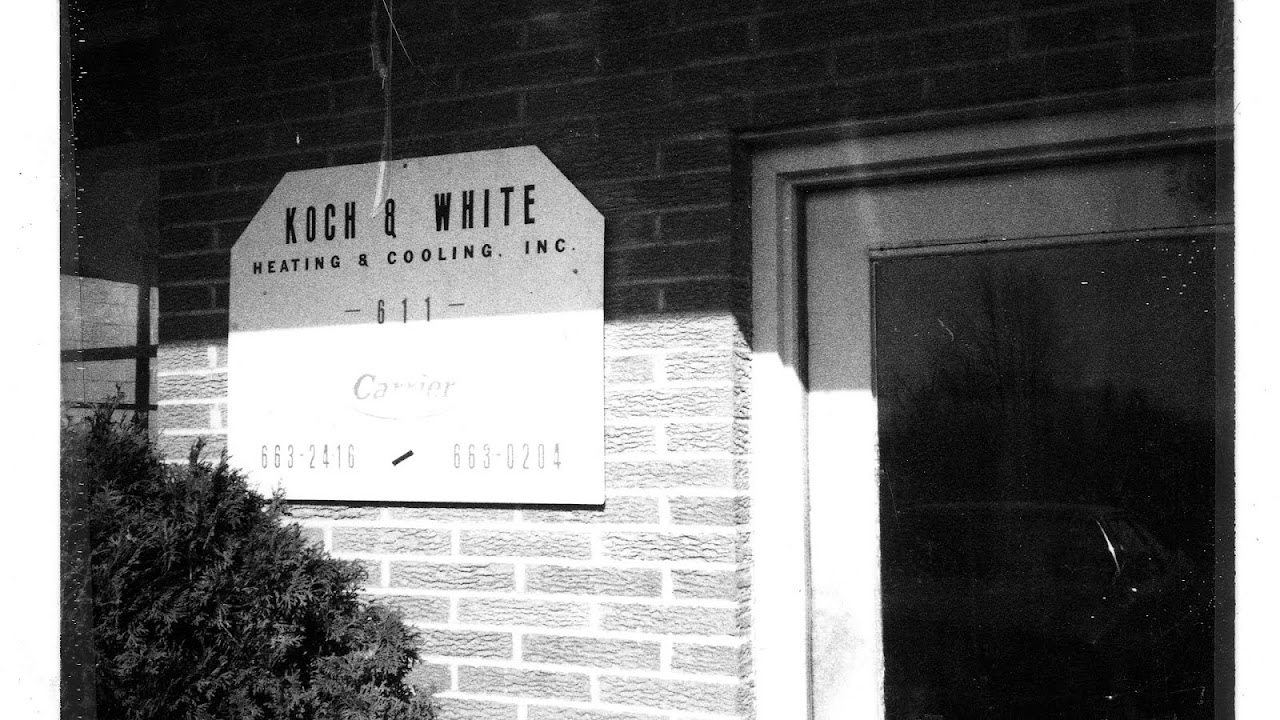 KOCH & WHITE
HEATING & COOLING, INC.
- 611 -
Carrier
663-2416 - 663-0204